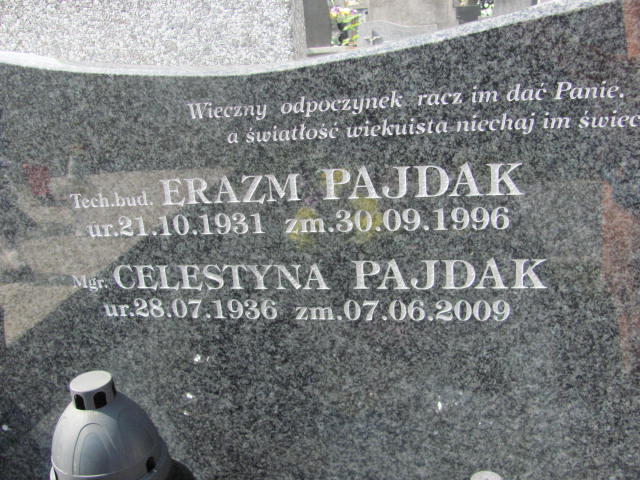 Wieczny odpoczynek racz im dać Panie,
a światłość wiekuista niechaj im świec
Tech.bud. ERAZM PAJDAK
ur.21.10.1931 zm.30.09.1996
Mgr. CELESTYNA PAJDAK
ur.28.07.1936 zm.07.06.2009